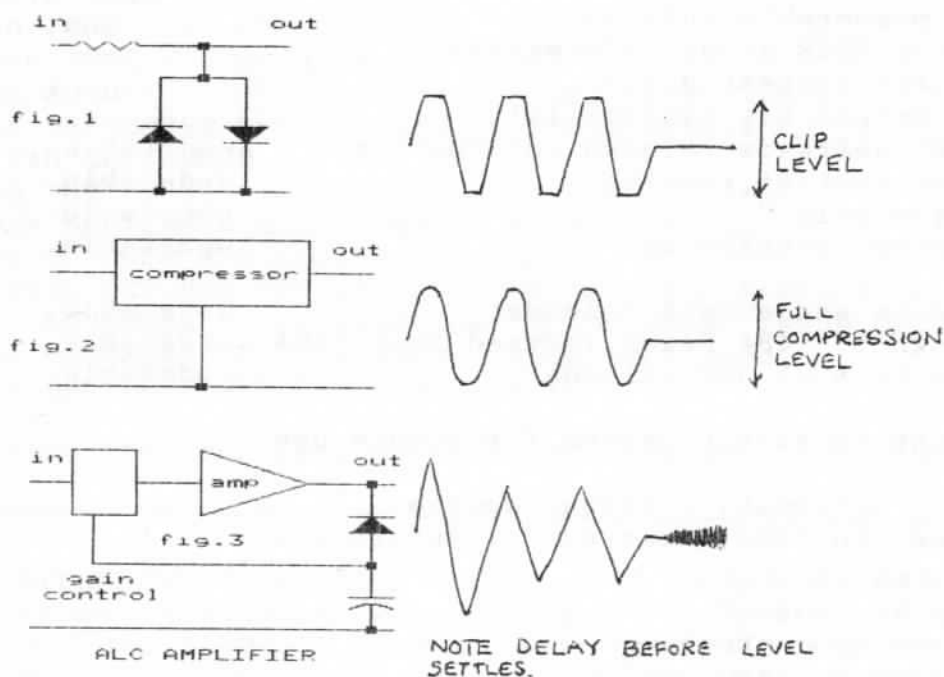 in out
fig.1
CLIP
LEVEL
in out
compressor
fig.2
FULL
COMPRESSION
LEVEL
in out
amp
fig.3
gain
control
ALC AMPLIFIER
NOTE DELAY BEFORE LEVEL
SETTLES.